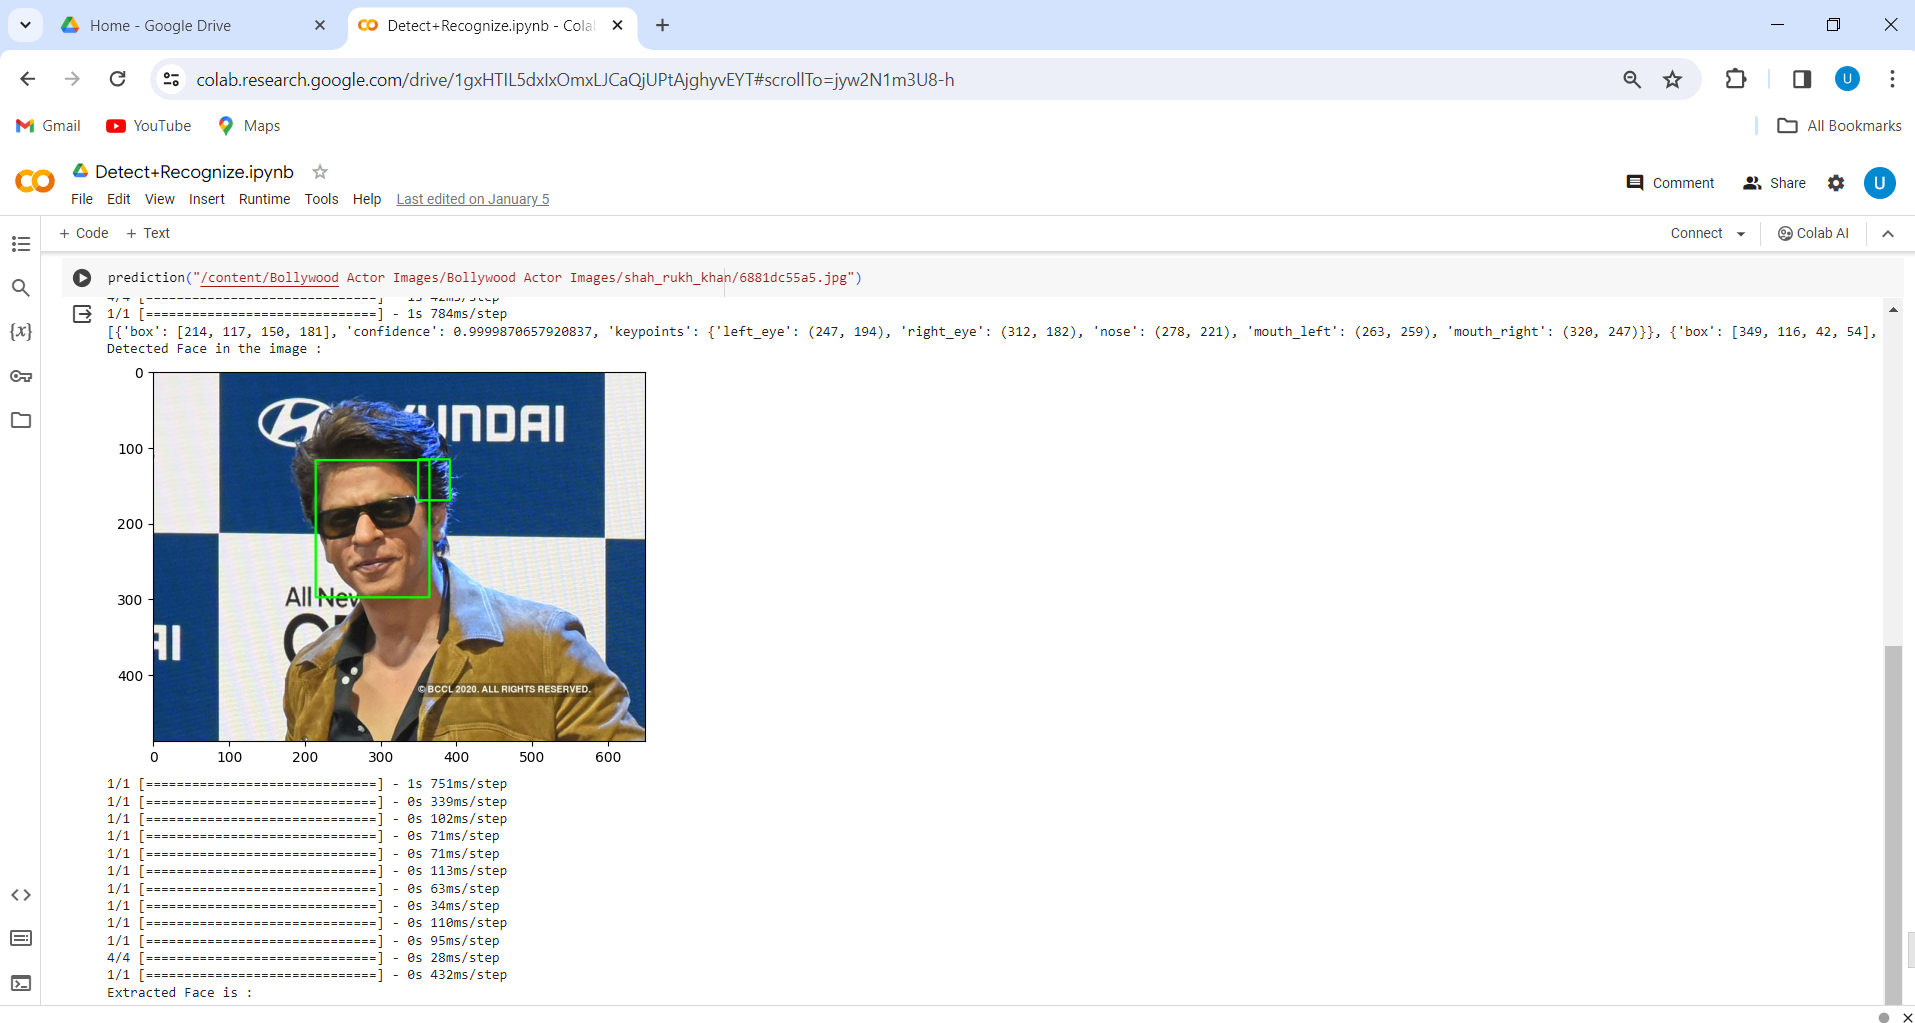 Home - Google Drive
Detect+Recognize.ipynb - Cola
colab.research.google.com/drive/1gxHTIL5dxIxOmxLJCaQjUPtAjghyvEYT#scrollTo=jyw2N1m3U8-h
U
Gmail YouTube Maps All Bookmarks
CO Detect+Recognize.ipynb
File Edit View Insert Runtime Tools Help Last edited on January 5
Comment Share U
+ Code + Text Connect Colab AI
prediction("/content/Bollywood Actor Images/Bollywood Actor Images/shah_rukh_khan/6881dc55a5.jpg")
4/4 [==============================] - 1s 42ms/step
1/1 [==============================] - 1s 784ms/step
[{'box': [214, 117, 150, 181], 'confidence': 0.9999870657920837, 'keypoints': {'left_eye': (247, 194), 'right_eye': (312, 182), 'nose': (278, 221), 'mouth_left': (263, 259), 'mouth_right': (320, 247)}}, {'box': [349, 116, 42, 54],
Detected Face in the image :
0
100
200
300
400
YUNDAI
All New
AI
© BCCL 2020. ALL RIGHTS RESERVED.
0 100 200 300 400 500 600
1/1 [==============================] - 1s 751ms/step
1/1 [==============================] - 0s 339ms/step
1/1 [==============================] - 0s 102ms/step
1/1 [==============================] - 0s 71ms/step
1/1 [==============================] - 0s 71ms/step
1/1 [==============================] - 0s 113ms/step
1/1 [==============================] - 0s 63ms/step
1/1 [==============================] - 0s 34ms/step
1/1 [==============================] - 0s 110ms/step
1/1 [==============================] - 0s 95ms/step
4/4 [==============================] - 0s 28ms/step
1/1 [==============================] - 0s 432ms/step
Extracted Face is :